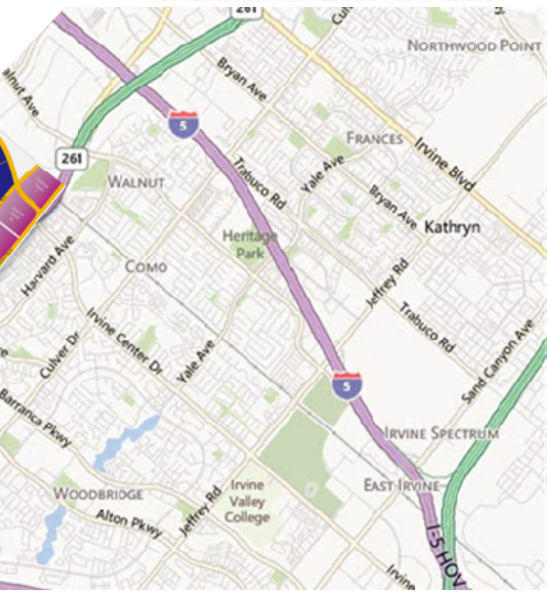 261
NORTHWOOD POINT
Bryan Ave
5
FRANCES
Irvine Blvd
261
Trabuco Rd
Yale Ave
WALNUT
Bryan Ave
Kathryn
Heritage
Park
Harvard Ave
COMO
Jeffrey Rd
Trabuco Rd
Irvine Center Dr
Culver Dr
Yale Ave
Sand Canyon Ave
5
Barranca Pkwy
IRVINE SPECTRUM
EAST IRVINE
WOODBRIDGE
Irvine
Valley
College
Jeffrey Rd
Alton Pkwy
I-5 HOV
Irvine